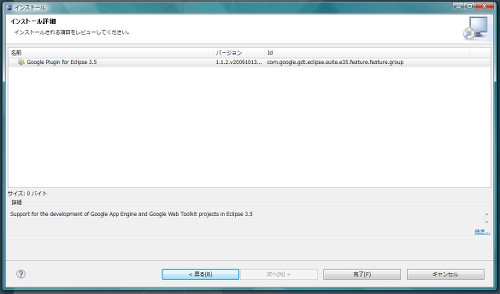 インストール
インストール詳細
インストールされる項目をレビューしてください。
名前 バージョン Id
Google Plugin for Eclipse 3.5 1.1.2.v20091013... com.google.gdt.eclipse.suite.e35.feature.feature.group
サイズ: 0 バイト
詳細
Support for the development of Google App Engine and Google Web Toolkit projects in Eclipse 3.5
< 戻る(B) 次へ(N) > 完了(F) キャンセル